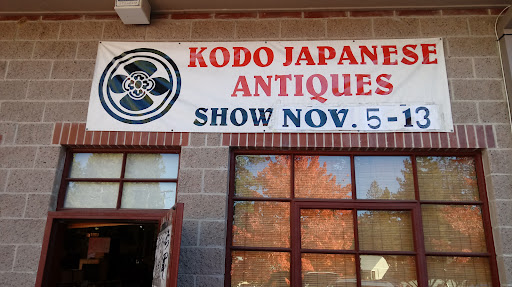 KODO JAPANESE
ANTIQUES
SHOW NOV. 5-13